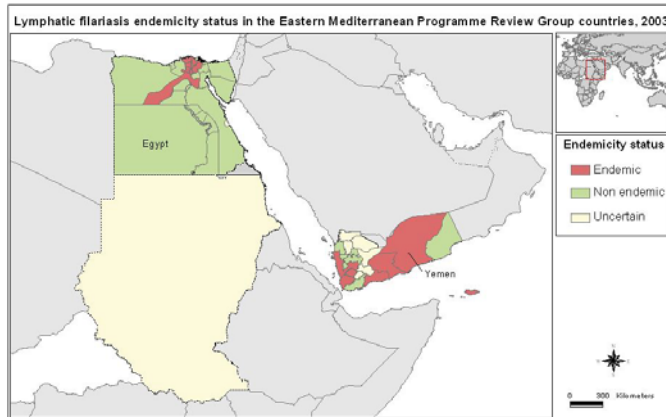 Lymphatic filariasis endemicity status in the Eastern Mediterranean Programme Review Group countries, 2003
Egypt
Yemen
Endemicity status
Endemic
Non endemic
Uncertain
N
0 300 Kilometers